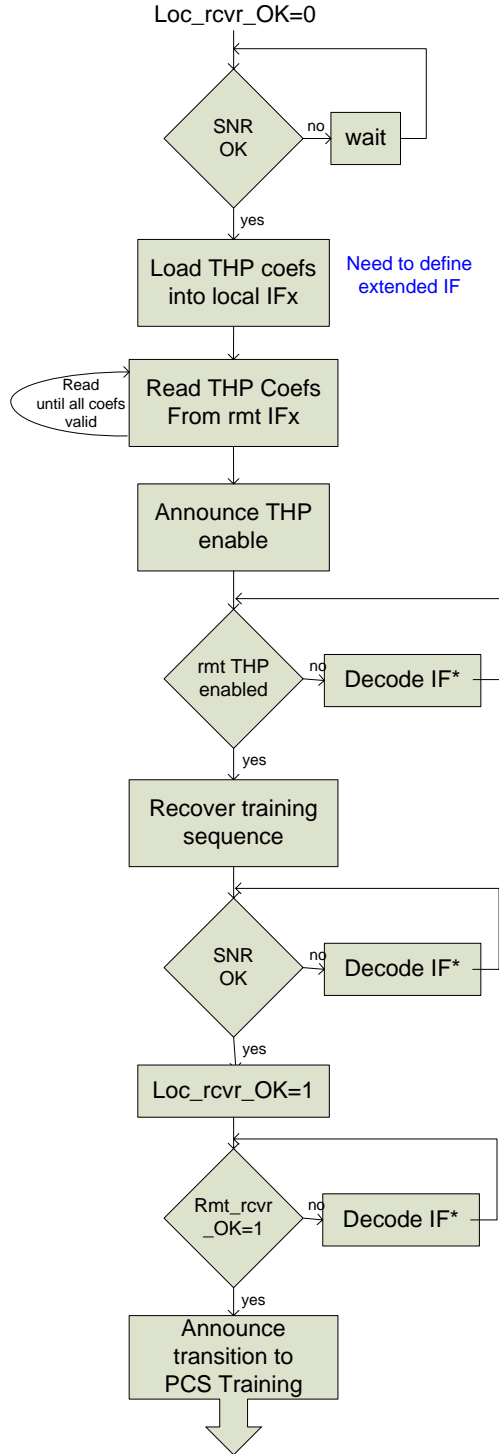 Loc_rcvr_OK=0
SNR
OK
no
wait
yes
Load THP coefs
into local IFx
Need to define
extended IF
Read
until all coefs
valid
Read THP Coefs
From rmt IFx
Announce THP
enable
rmt THP
enabled
no
Decode IF*
yes
Recover training
sequence
SNR
OK
no
Decode IF*
yes
Loc_rcvr_OK=1
Rmt_rcvr
_OK=1
no
Decode IF*
yes
Announce
transition to
PCS Training